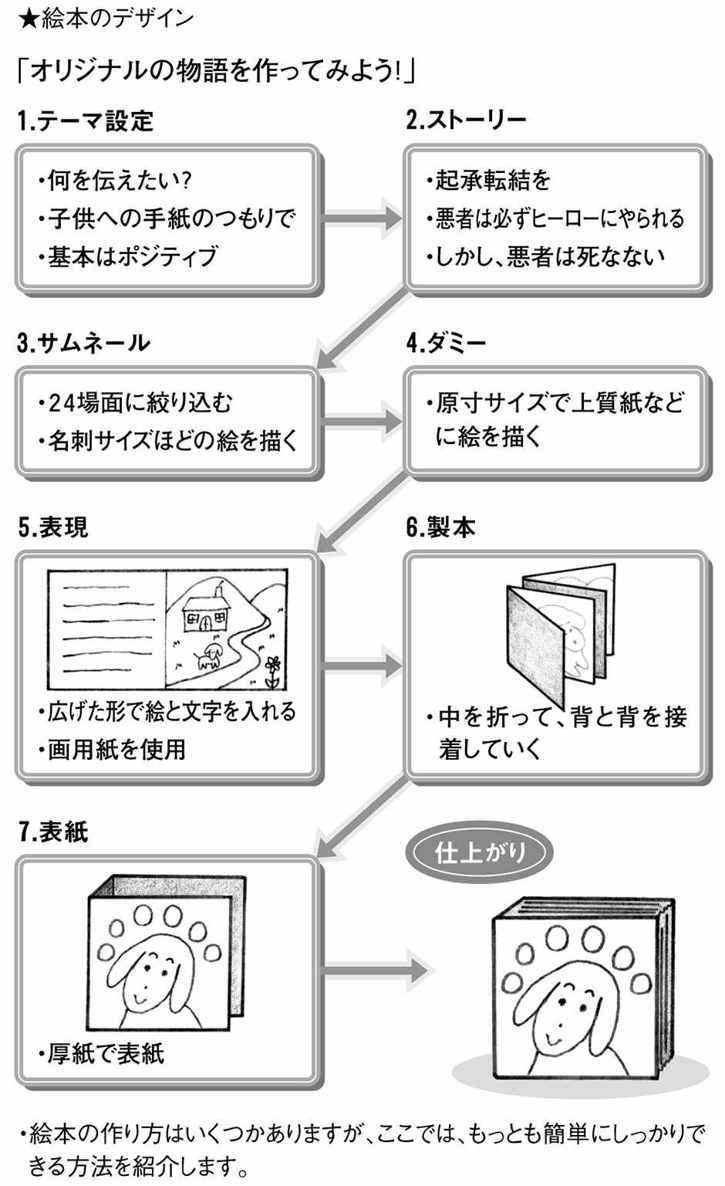 ★絵本のデザイン
「オリジナルの物語を作ってみよう!」
1.テーマ設定
・何を伝えたい?
・子供への手紙のつもりで
・基本はポジティブ
2.ストーリー
・起承転結を
・悪者は必ずヒーローにやられる
・しかし、悪者は死なない
3.サムネール
・24場面に絞り込む
・名刺サイズほどの絵を描く
4.ダミー
・原寸サイズで上質紙など
に絵を描く
5.表現
・広げた形で絵と文字を入れる
・画用紙を使用
6.製本
・中を折って、背と背を接
着していく
7.表紙
・厚紙で表紙
仕上がり
・絵本の作り方はいくつかありますが、ここでは、もっとも簡単にしっかりで
きる方法を紹介します。